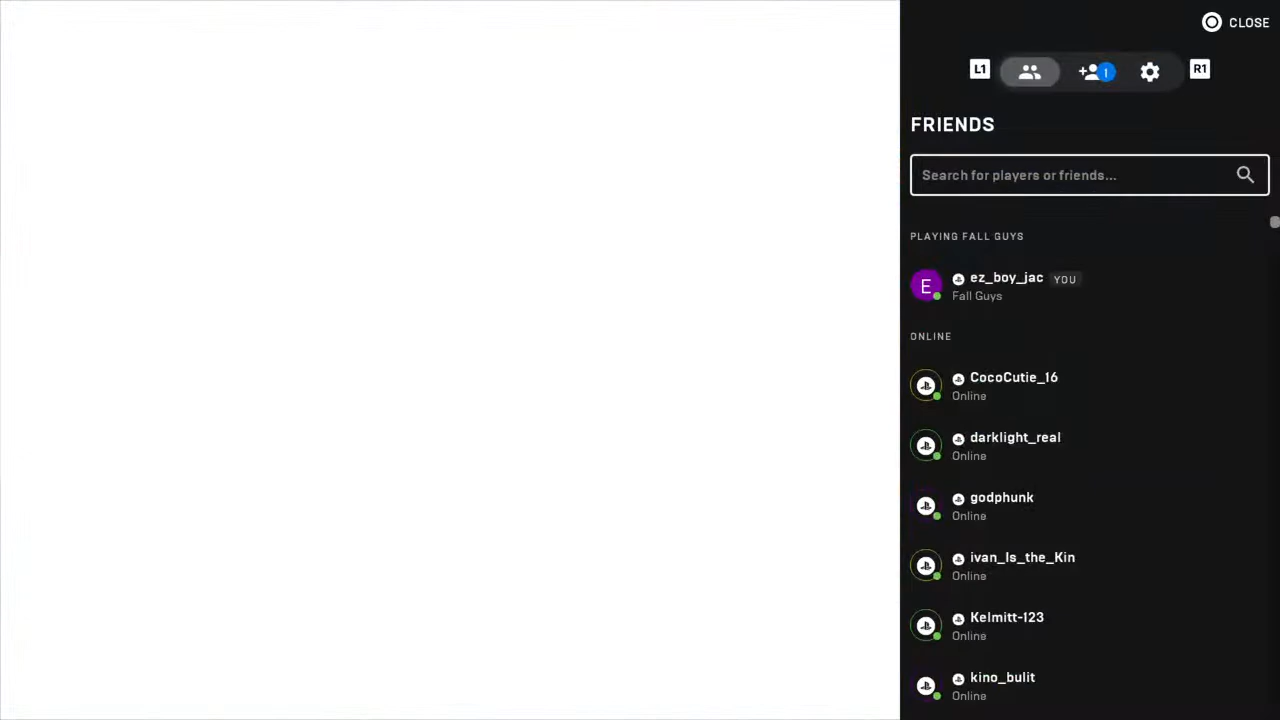 CLOSE
L1
1
R1
FRIENDS
Search for players or friends...
PLAYING FALL GUYS
E
ez_boy_jac YOU
Fall Guys
ONLINE
CocoCutie_16
Online
darklight_real
Online
godphunk
Online
ivan_Is_the_Kin
Online
Kelmitt-123
Online
kino_bulit
Online